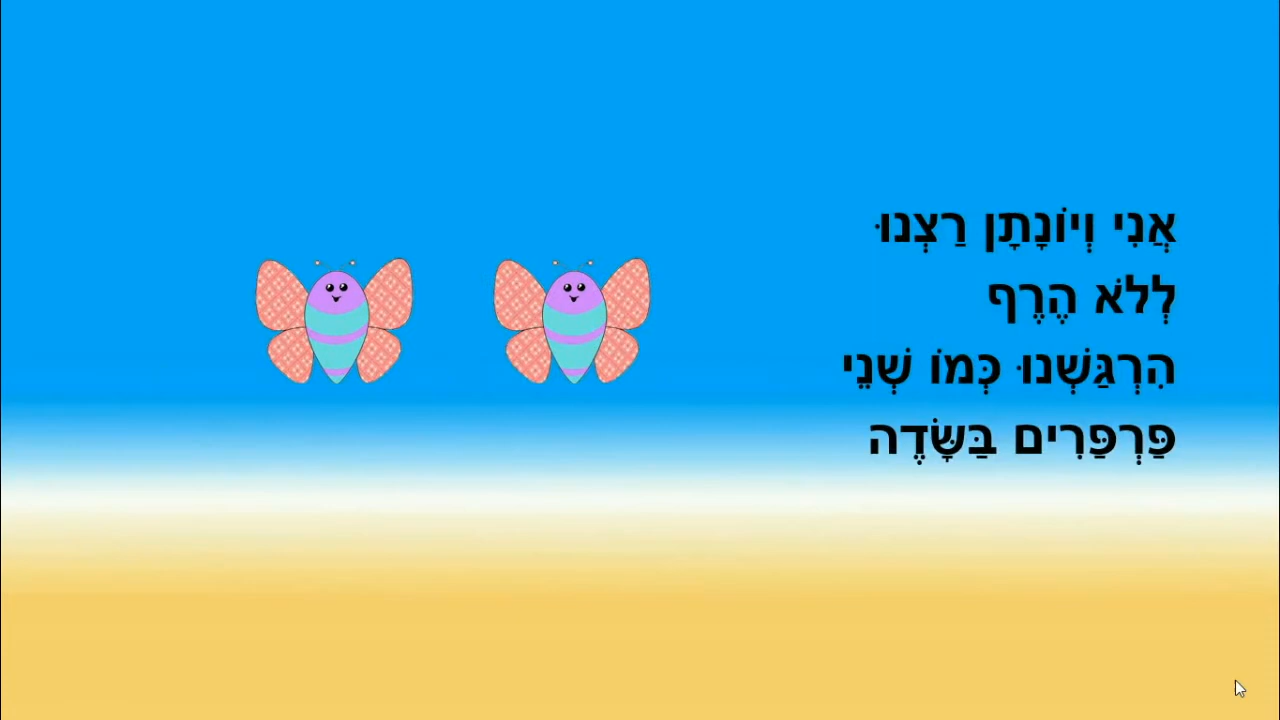 אֲנִי וְיוֹנָתָן רַצְנוּ
לְלֹא הֶרֶף
הִרְגַּשְׁנוּ כְּמוֹ שְׁנֵי
פַּרְפַּרִים בַּשָּׂדֶה